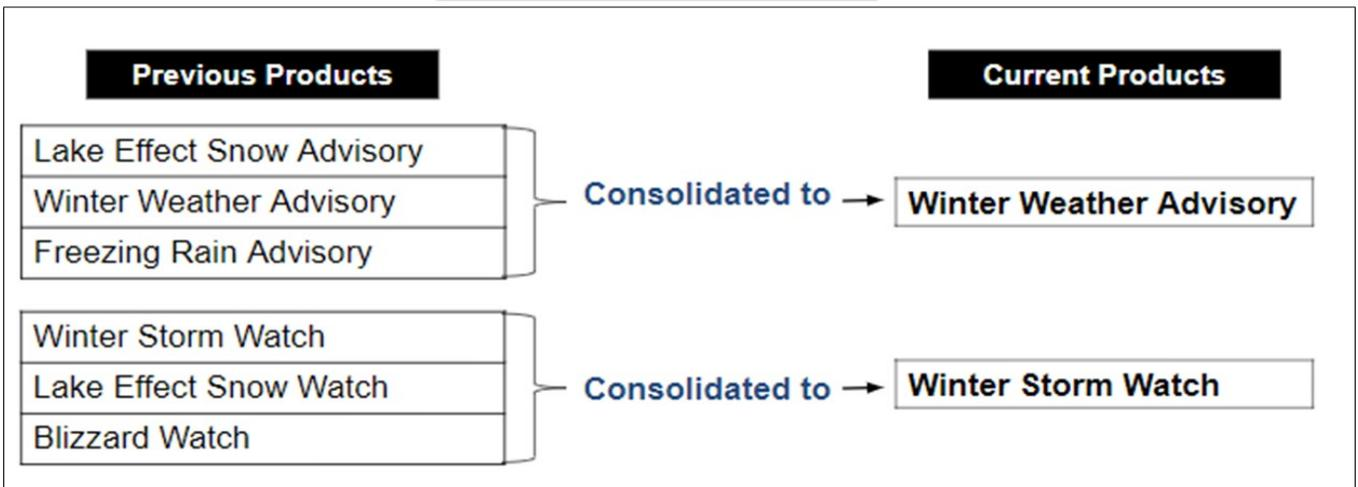 Previous Products
Current Products
Lake Effect Snow Advisory
Winter Weather Advisory
Freezing Rain Advisory
Consolidated to
Winter Weather Advisory
Winter Storm Watch
Lake Effect Snow Watch
Blizzard Watch
Consolidated to
Winter Storm Watch